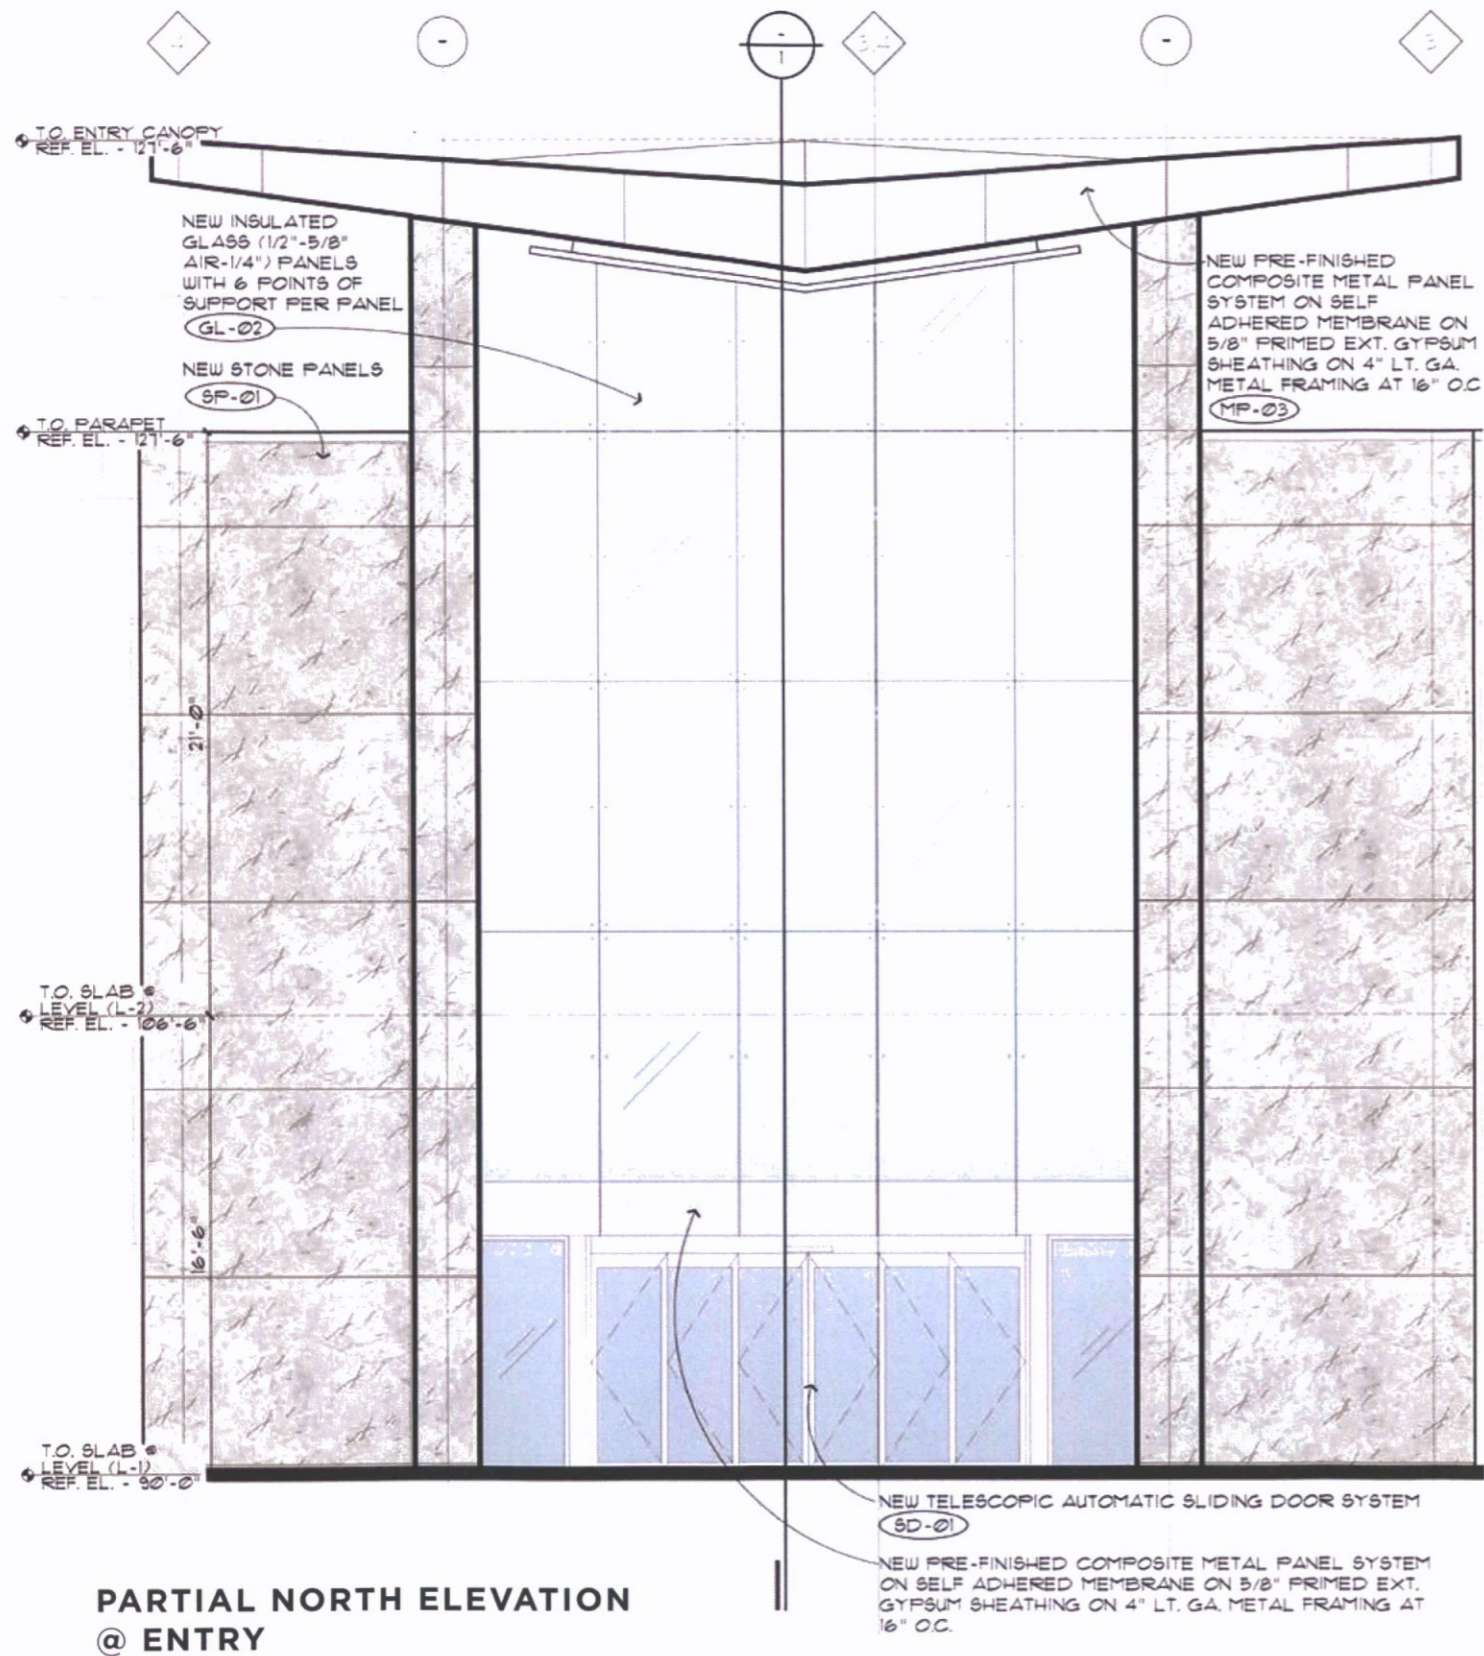 4
-
-
1
3.4
-
3
T.O. ENTRY CANOPY
REF. EL. - 127'-6"
NEW INSULATED
GLASS (1/2"-5/8"
AIR-1/4") PANELS
WITH 6 POINTS OF
SUPPORT PER PANEL
GL-02
NEW STONE PANELS
SP-01
NEW PRE-FINISHED
COMPOSITE METAL PANEL
SYSTEM ON SELF
ADHERED MEMBRANE ON
5/8" PRIMED EXT. GYPSUM
SHEATHING ON 4" LT. GA.
METAL FRAMING AT 16" O.C
MP-03
T.O. PARAPET
REF. EL. - 127'-6"
21'-0"
T.O. SLAB @
LEVEL (L-2)
REF. EL. - 106'-6"
16'-6"
T.O. SLAB @
LEVEL (L-1)
REF. EL. - 90'-0"
NEW TELESCOPIC AUTOMATIC SLIDING DOOR SYSTEM
SD-01
NEW PRE-FINISHED COMPOSITE METAL PANEL SYSTEM
ON SELF ADHERED MEMBRANE ON 5/8" PRIMED EXT.
GYPSUM SHEATHING ON 4" LT. GA. METAL FRAMING AT
16" O.C.
PARTIAL NORTH ELEVATION
@ ENTRY